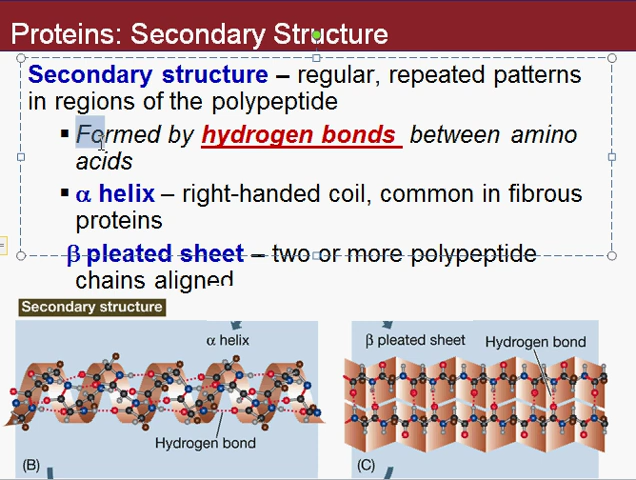 Proteins: Secondary Structure
Secondary structure – regular, repeated patterns
in regions of the polypeptide
▪ Formed by hydrogen bonds between amino
acids
▪ α helix – right-handed coil, common in fibrous
proteins
β pleated sheet – two or more polypeptide
chains aligned
Secondary structure
α helix
Hydrogen bond
(B)
β pleated sheet
Hydrogen bond
(C)